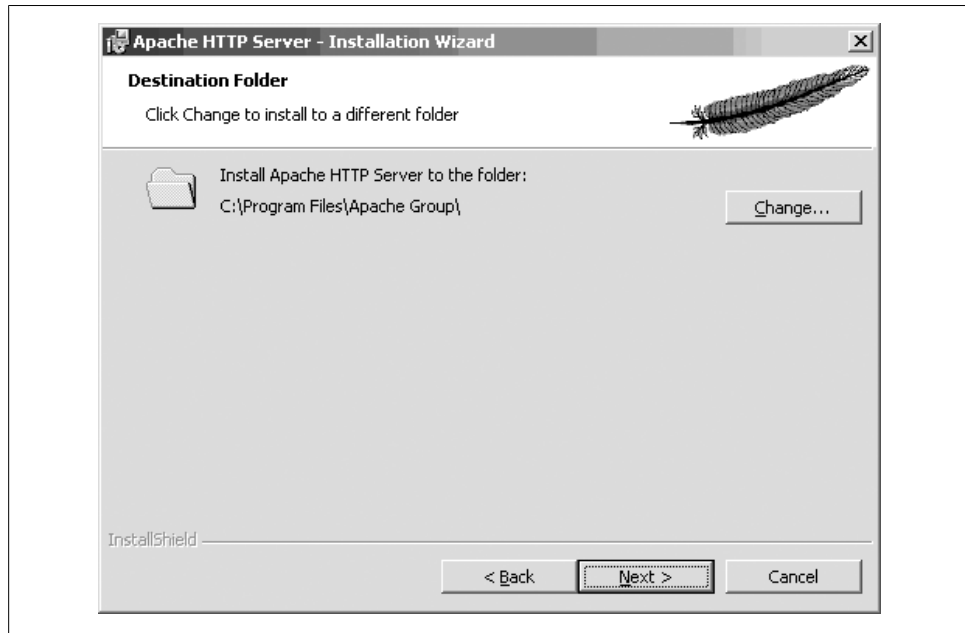 Apache HTTP Server - Installation Wizard
Destination Folder
Click Change to install to a different folder
Install Apache HTTP Server to the folder:
C:\Program Files\Apache Group\
Change...
InstallShield
< Back
Next >
Cancel